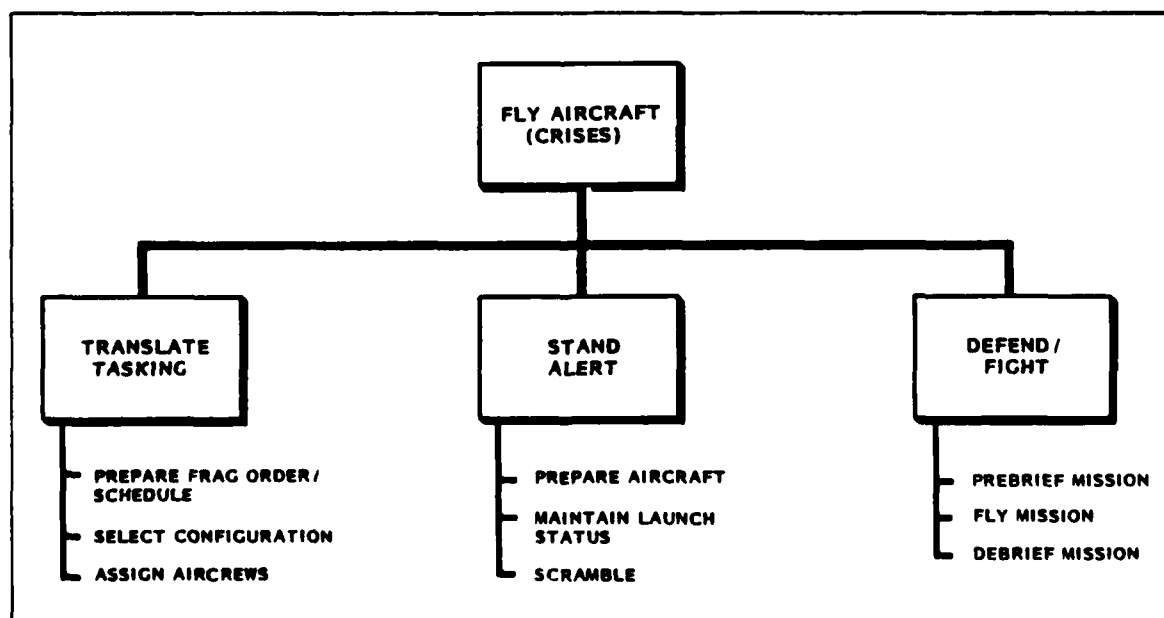 FLY AIRCRAFT
(CRISES)
TRANSLATE
TASKING
PREPARE FRAG ORDER/
SCHEDULE
SELECT CONFIGURATION
ASSIGN AIRCREWS
STAND
ALERT
PREPARE AIRCRAFT
MAINTAIN LAUNCH
STATUS
SCRAMBLE
DEFEND/
FIGHT
PREBRIEF MISSION
FLY MISSION
DEBRIEF MISSION